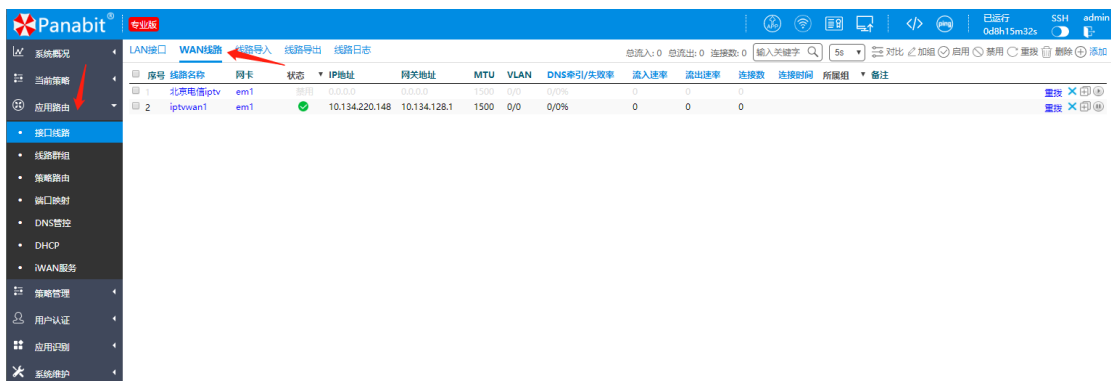 Panabit® 专业版 VPN </> ping 已运行 0d8h15m32s SSH admin
系统概况
当前策略
应用路由
接口线路
线路群组
策略路由
端口映射
DNS管控
DHCP
iWAN服务
策略管理
用户认证
应用识别
系统维护
LAN接口 WAN线路 线路导入 线路导出 线路日志
总流入: 0 总流出: 0 连接数: 0 输入关键字 5s 对比 加组 启用 禁用 重拨 删除 添加
序号 线路名称 网卡 状态 IP地址 网关地址 MTU VLAN DNS牵引/失效率 流入速率 流出速率 连接数 连接时间 所属组 备注
1 北京电信iptv em1 禁用 0.0.0.0 0.0.0.0 1500 0/0 0/0% 0 0 0 重拨
2 iptvwan1 em1 10.134.220.148 10.134.128.1 1500 0/0 0/0% 0 0 0 重拨